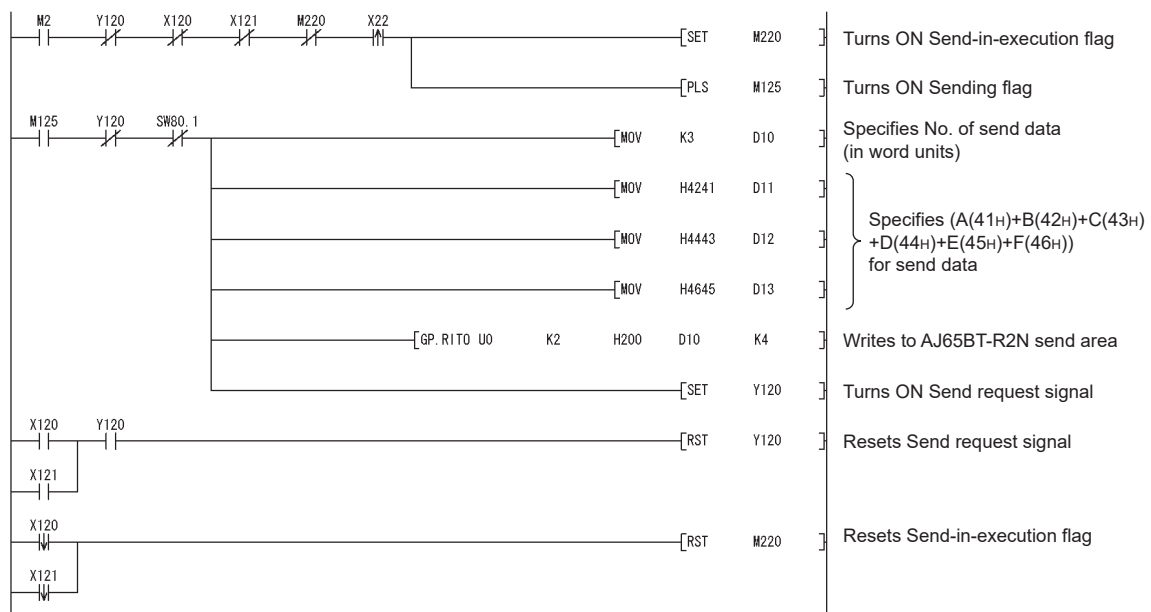 M2 Y120 X120 X121 M220 X22
SET M220 Turns ON Send-in-execution flag
PLS M125 Turns ON Sending flag
M125 Y120 SW80.1
MOV K3 D10 Specifies No. of send data
(in word units)
MOV H4241 D11
MOV H4443 D12
MOV H4645 D13
Specifies (A(41H)+B(42H)+C(43H)
+D(44H)+E(45H)+F(46H))
for send data
GP.RITO U0 K2 H200 D10 K4 Writes to AJ65BT-R2N send area
SET Y120 Turns ON Send request signal
X120 Y120
RST Y120 Resets Send request signal
X121
X120
RST M220 Resets Send-in-execution flag
X121